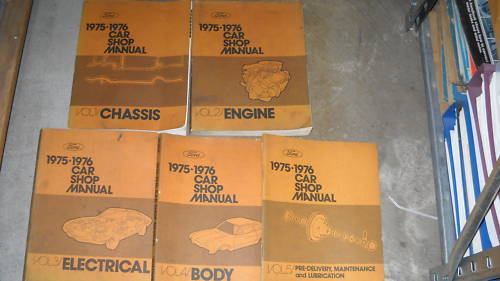 Ford
1975-1976
CAR
SHOP
MANUAL
VOL 1/ CHASSIS
Ford
1975-1976
CAR
SHOP
MANUAL
VOL 2/ ENGINE
Ford
1975-1976
CAR
SHOP
MANUAL
VOL 3/ ELECTRICAL
Ford
1975-1976
CAR
SHOP
MANUAL
VOL 4/ BODY
Ford
1975-1976
CAR
SHOP
MANUAL
VOL 5/ PRE-DELIVERY, MAINTENANCE
and LUBRICATION